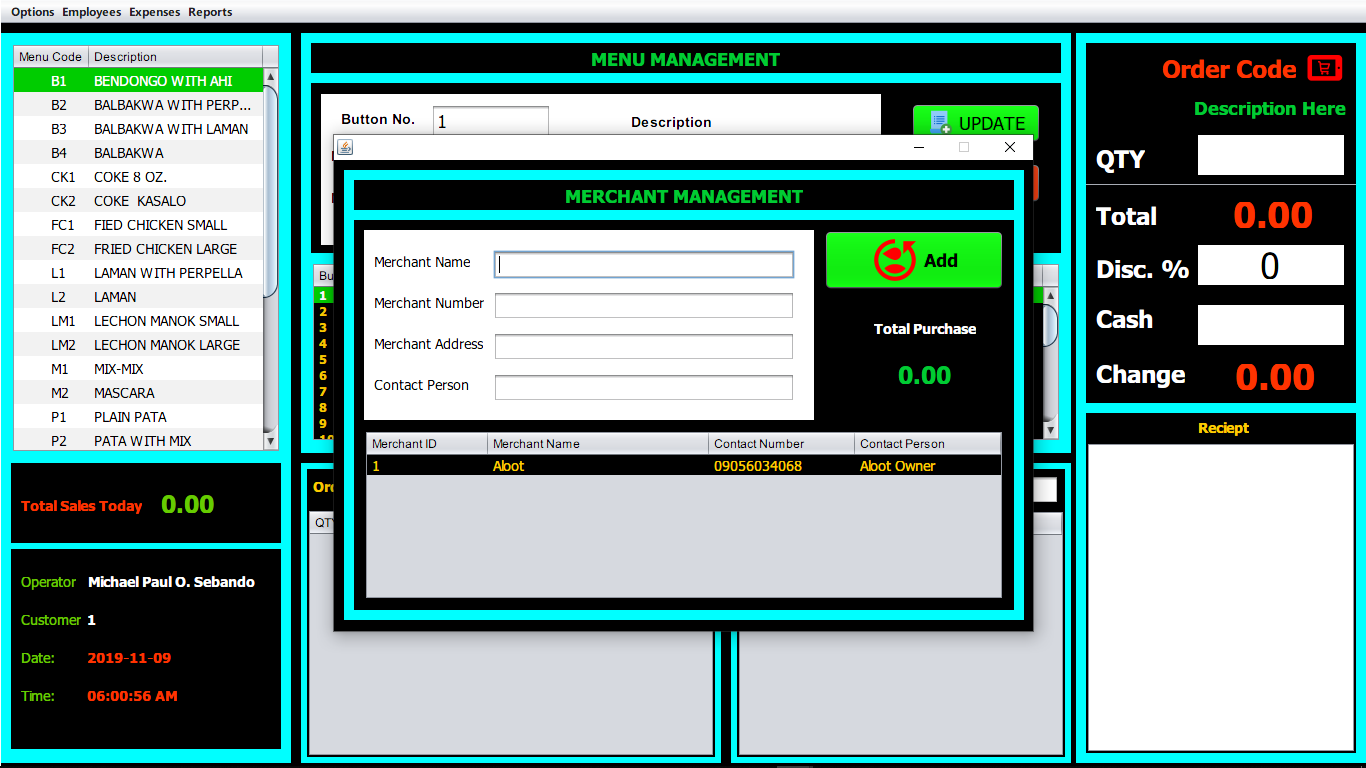 Options Employees Expenses Reports
Menu Code Description
B1 BENDONGO WITH AHI
B2 BALBAKWA WITH PERP...
B3 BALBAKWA WITH LAMAN
B4 BALBAKWA
CK1 COKE 8 OZ.
CK2 COKE KASALO
FC1 FIED CHICKEN SMALL
FC2 FRIED CHICKEN LARGE
L1 LAMAN WITH PERPELLA
L2 LAMAN
LM1 LECHON MANOK SMALL
LM2 LECHON MANOK LARGE
M1 MIX-MIX
M2 MASCARA
P1 PLAIN PATA
P2 PATA WITH MIX
Total Sales Today 0.00
Operator Michael Paul O. Sebando
Customer 1
Date: 2019-11-09
Time: 06:00:56 AM
MENU MANAGEMENT
Button No. 1
Description
UPDATE
MERCHANT MANAGEMENT
Merchant Name
Merchant Number
Merchant Address
Contact Person
Add
Total Purchase
0.00
Merchant ID Merchant Name Contact Number Contact Person
1 Aloot 09056034068 Aloot Owner
Bu
1
2
3
4
5
6
7
8
9
10
Ord
QTY
Order Code
Description Here
QTY
Total 0.00
Disc. % 0
Cash
Change 0.00
Reciept